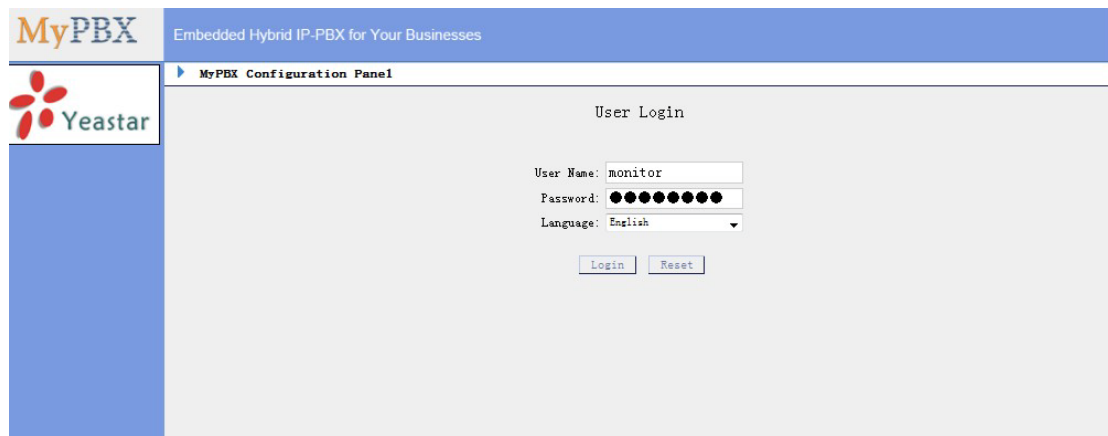 MyPBX
Embedded Hybrid IP-PBX for Your Businesses
MyPBX Configuration Panel
Yeastar
User Login
User Name: monitor
Password: ●●●●●●●●
Language: English
Login Reset